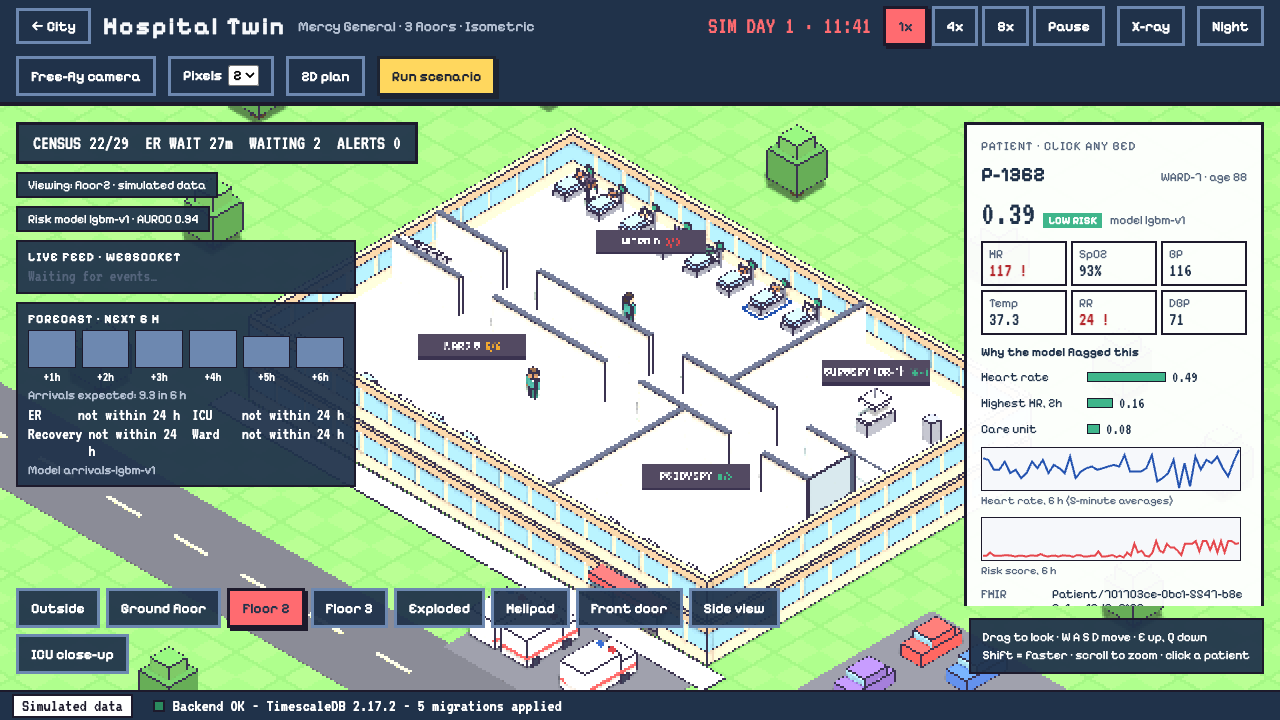 ← City
Hospital Twin
Mercy General · 3 floors · Isometric
SIM DAY 1 · 11:41
1x
4x
8x
Pause
X-ray
Night
Free-fly camera
Pixels 2
2D plan
Run scenario
CENSUS 22/29 ER WAIT 27m WAITING 2 ALERTS 0
Viewing: floor2 · simulated data
Risk model lgbm-v1 · AUROC 0.94
LIVE FEED · WEBSOCKET
Waiting for events…
FORECAST · NEXT 6 H
+1h +2h +3h +4h +5h +6h
Arrivals expected: 9.3 in 6 h
ER not within 24 h ICU not within 24 h
Recovery not within 24 h Ward not within 24 h
Model arrivals-lgbm-v1
PATIENT · CLICK ANY BED
P-1362
WARD-7 · age 88
0.39 LOW RISK model lgbm-v1
HR
117 !
SpO2
93%
BP
116
Temp
37.3
RR
24 !
DBP
71
Why the model flagged this
Heart rate 0.49
Highest HR, 2h 0.16
Care unit 0.08
Heart rate, 6 h (5-minute averages)
Risk score, 6 h
FHIR
Outside
Ground floor
Floor 2
Floor 3
Exploded
Helipad
Front door
Side view
ICU close-up
Drag to look · W A S D move · E up, Q down
Shift = faster · scroll to zoom · click a patient
Simulated data
Backend OK - TimescaleDB 2.17.2 - 5 migrations applied